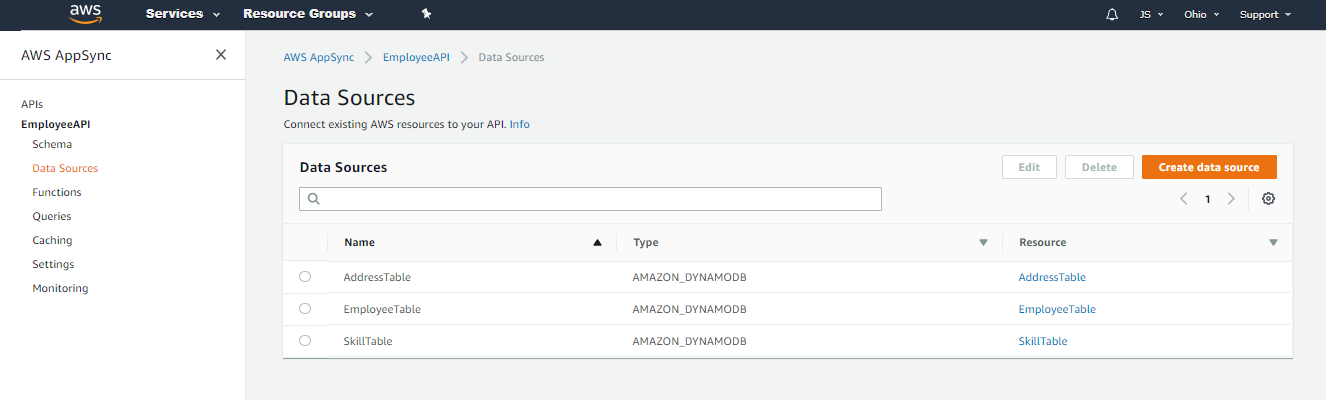 aws Services Resource Groups JS Ohio Support
AWS AppSync
AWS AppSync EmployeeAPI Data Sources
APIs
EmployeeAPI
Schema
Data Sources
Functions
Queries
Caching
Settings
Monitoring
Data Sources
Connect existing AWS resources to your API. Info
Data Sources Edit Delete Create data source
1
Name Type Resource
AddressTable AMAZON_DYNAMODB AddressTable
EmployeeTable AMAZON_DYNAMODB EmployeeTable
SkillTable AMAZON_DYNAMODB SkillTable